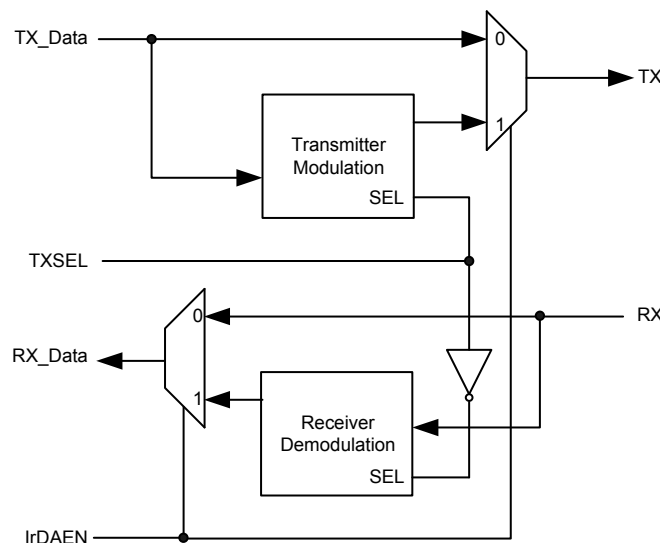 TX_Data
0
TX
1
Transmitter
Modulation
SEL
TXSEL
0
RX
RX_Data
1
Receiver
Demodulation
SEL
IrDAEN